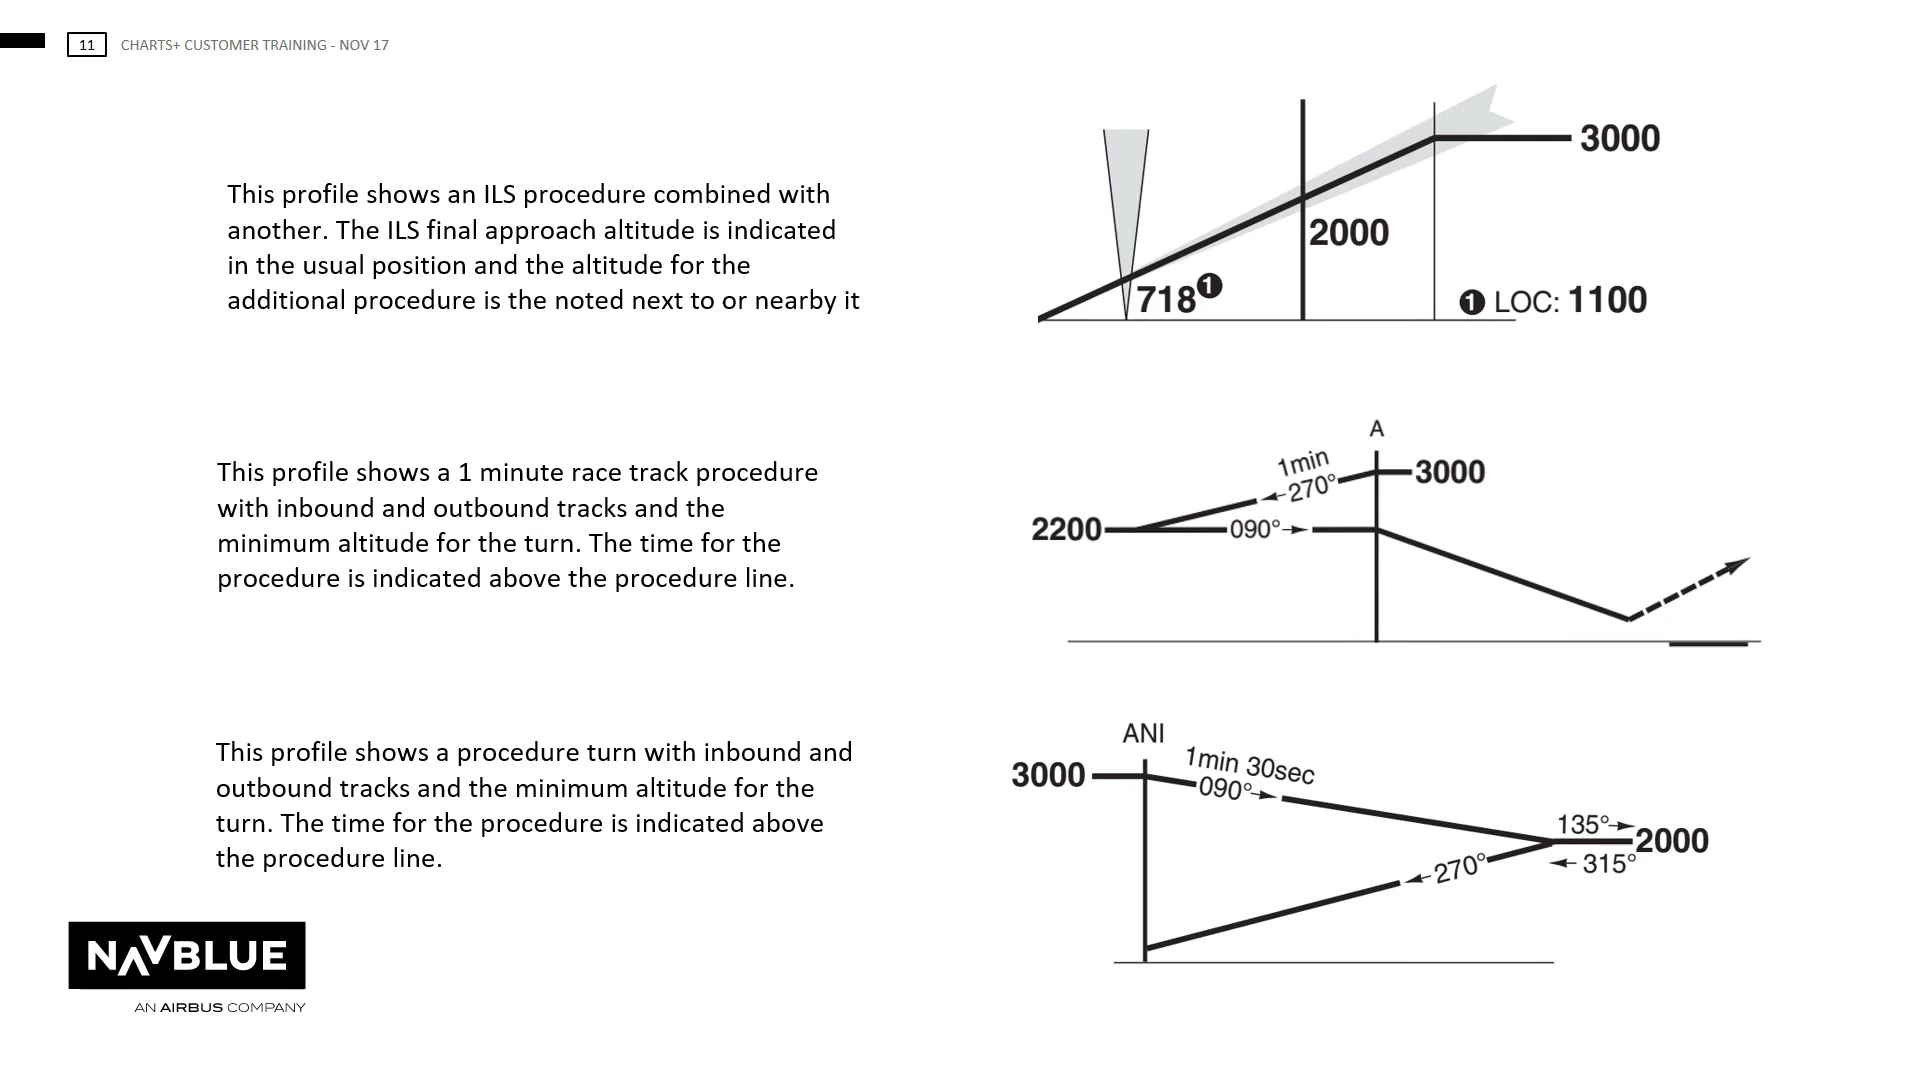 11 CHARTS+ CUSTOMER TRAINING - NOV 17
This profile shows an ILS procedure combined with
another. The ILS final approach altitude is indicated
in the usual position and the altitude for the
additional procedure is the noted next to or nearby it
3000
2000
718❶
❶ LOC: 1100
This profile shows a 1 minute race track procedure
with inbound and outbound tracks and the
minimum altitude for the turn. The time for the
procedure is indicated above the procedure line.
A
1min
270°
3000
2200
090°
This profile shows a procedure turn with inbound and
outbound tracks and the minimum altitude for the
turn. The time for the procedure is indicated above
the procedure line.
ANI
3000
1min 30sec
090°
135°
2000
315°
270°
NAVBLUE
AN AIRBUS COMPANY